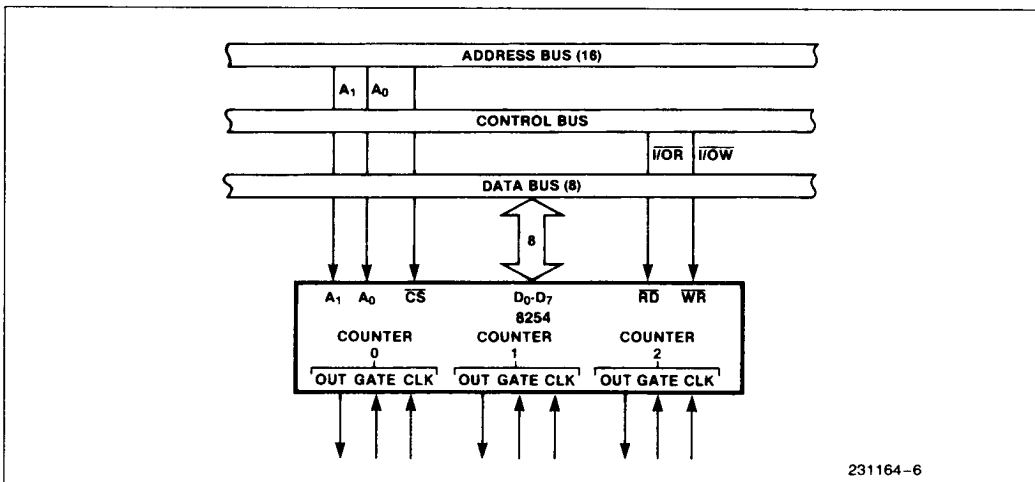 ADDRESS BUS (16)
A1 A0
CONTROL BUS
I/OR I/OW
DATA BUS (8)
8
A1 A0 CS D0-D7 RD WR
8254
COUNTER COUNTER COUNTER
0 1 2
OUT GATE CLK OUT GATE CLK OUT GATE CLK
231164-6